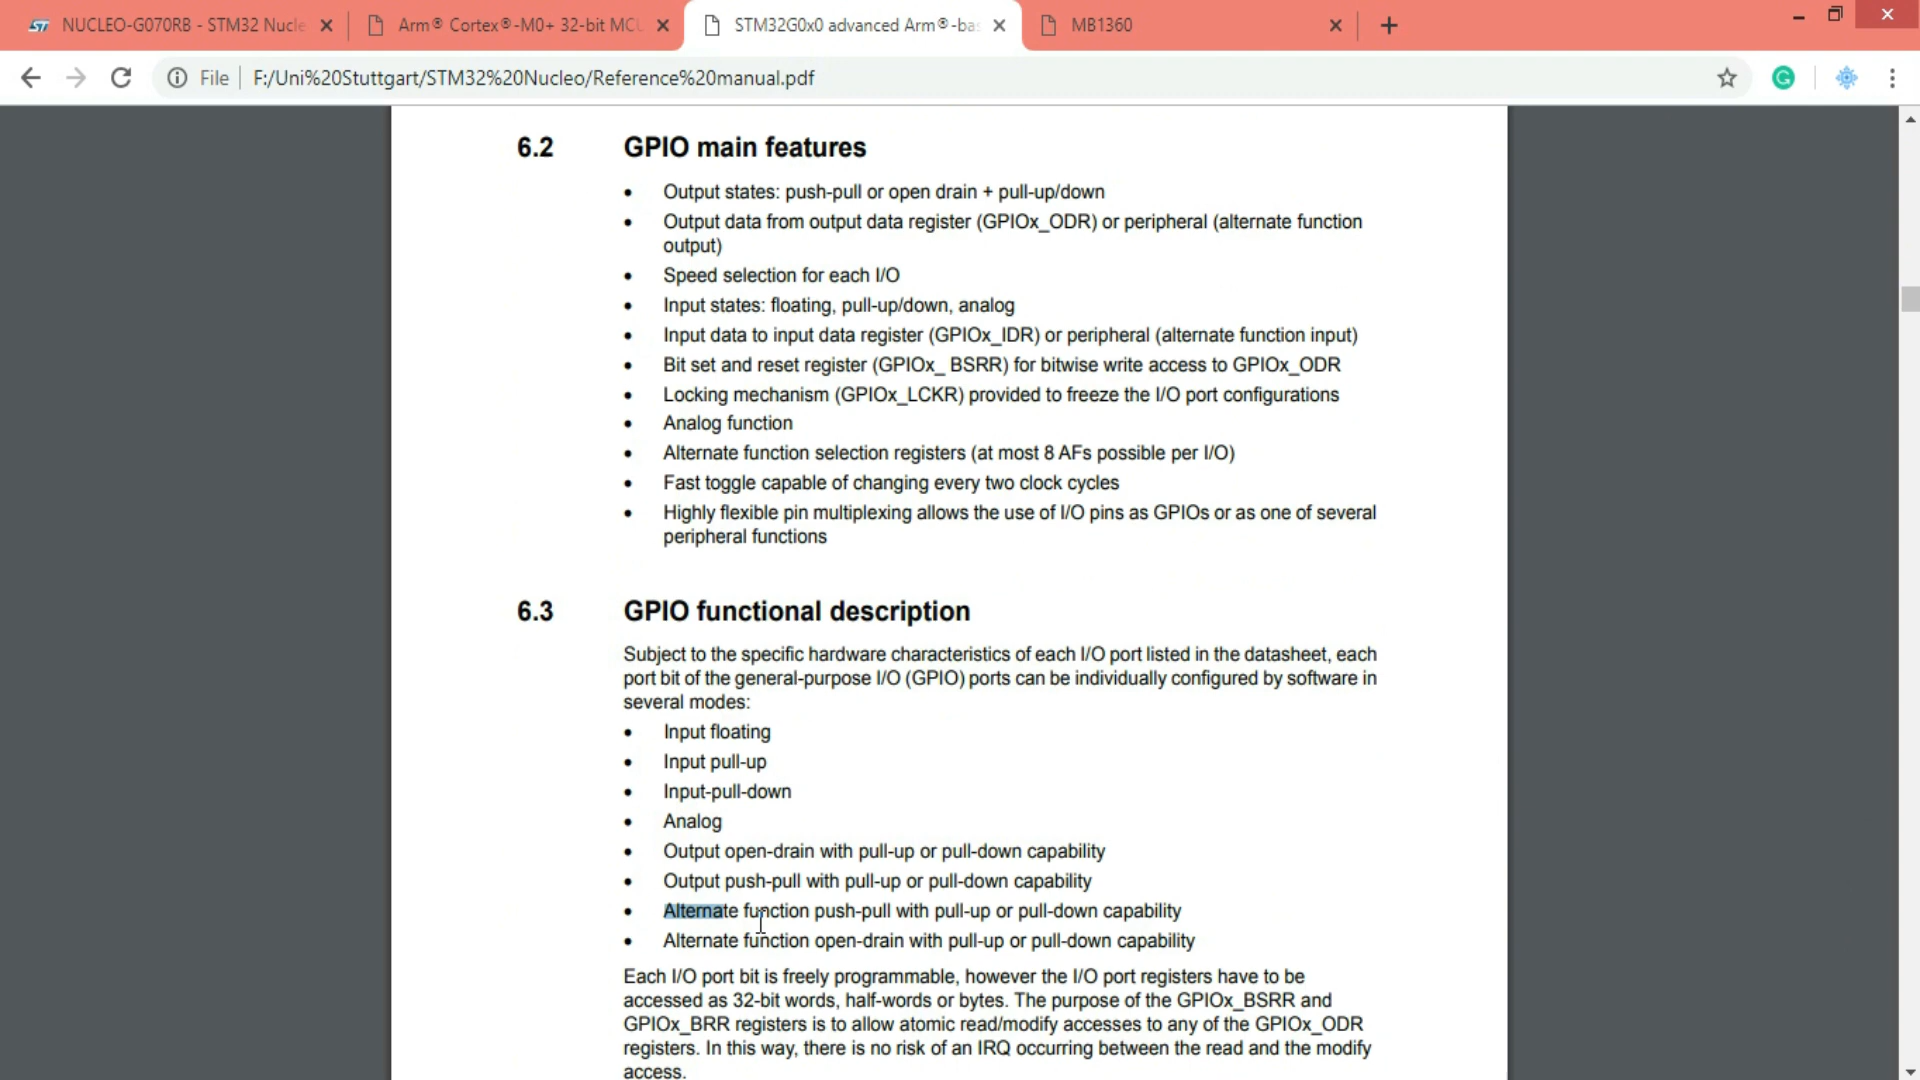 NUCLEO-G070RB - STM32 Nucle
Arm® Cortex®-M0+ 32-bit MCU
STM32G0x0 advanced Arm®-bas
MB1360
File
F:/Uni%20Stuttgart/STM32%20Nucleo/Reference%20manual.pdf
6.2 GPIO main features
• Output states: push-pull or open drain + pull-up/down
• Output data from output data register (GPIOx_ODR) or peripheral (alternate function
output)
• Speed selection for each I/O
• Input states: floating, pull-up/down, analog
• Input data to input data register (GPIOx_IDR) or peripheral (alternate function input)
• Bit set and reset register (GPIOx_ BSRR) for bitwise write access to GPIOx_ODR
• Locking mechanism (GPIOx_LCKR) provided to freeze the I/O port configurations
• Analog function
• Alternate function selection registers (at most 8 AFs possible per I/O)
• Fast toggle capable of changing every two clock cycles
• Highly flexible pin multiplexing allows the use of I/O pins as GPIOs or as one of several
peripheral functions
6.3 GPIO functional description
Subject to the specific hardware characteristics of each I/O port listed in the datasheet, each
port bit of the general-purpose I/O (GPIO) ports can be individually configured by software in
several modes:
• Input floating
• Input pull-up
• Input-pull-down
• Analog
• Output open-drain with pull-up or pull-down capability
• Output push-pull with pull-up or pull-down capability
• Alternate function push-pull with pull-up or pull-down capability
• Alternate function open-drain with pull-up or pull-down capability
Each I/O port bit is freely programmable, however the I/O port registers have to be
accessed as 32-bit words, half-words or bytes. The purpose of the GPIOx_BSRR and
GPIOx_BRR registers is to allow atomic read/modify accesses to any of the GPIOx_ODR
registers. In this way, there is no risk of an IRQ occurring between the read and the modify
access.